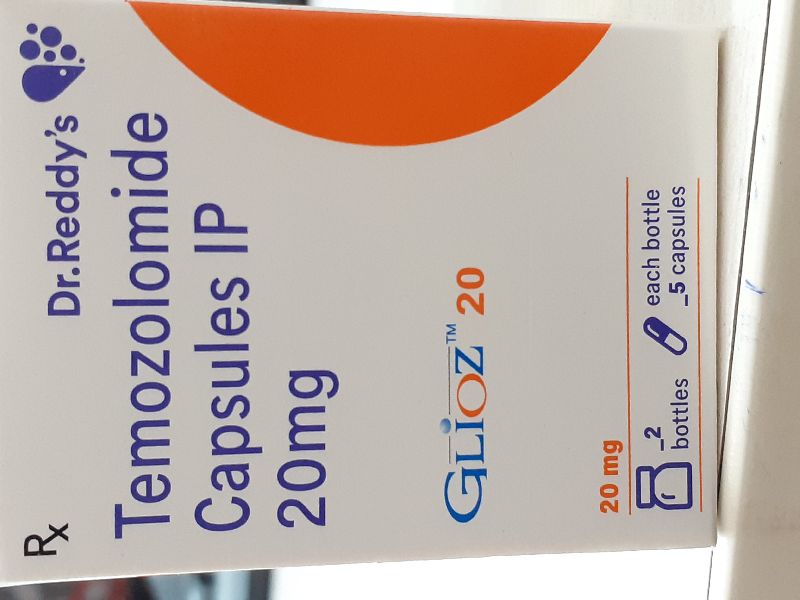 Rx
Dr.Reddy's
Temozolomide
Capsules IP
20mg
GLIOZ™ 20
20 mg
2
bottles
each bottle
5 capsules